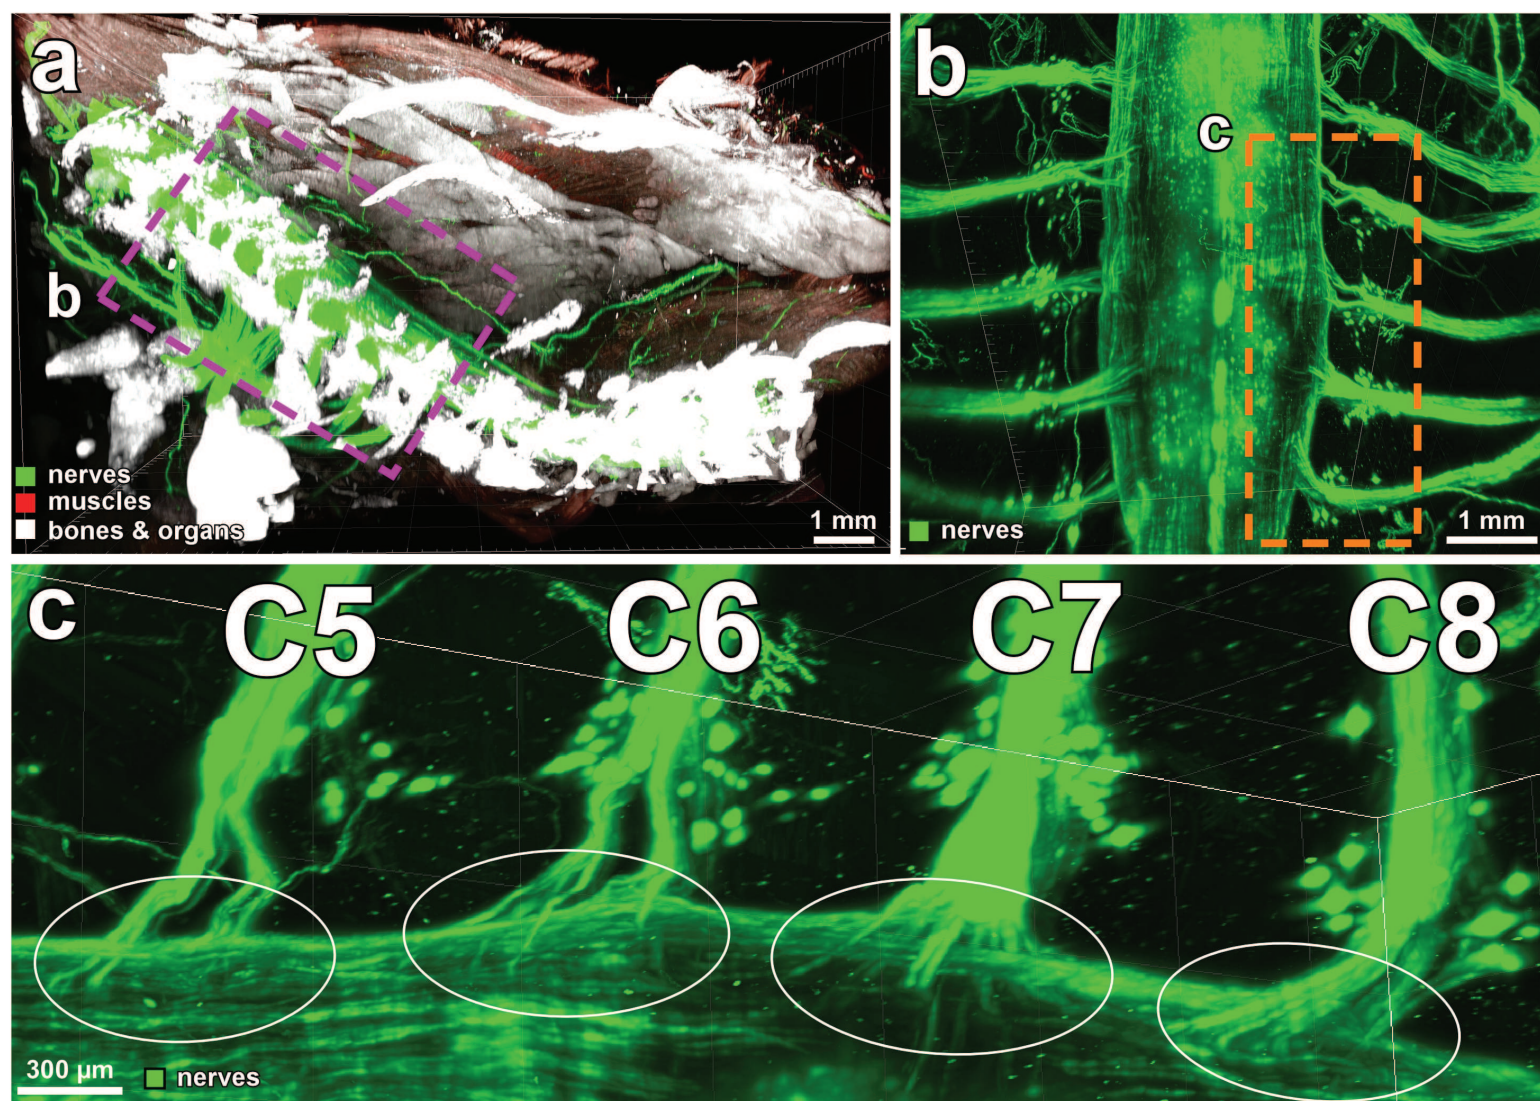 a
b
nerves
muscles
bones & organs
1 mm
b
c
nerves
1 mm
c
C5
C6
C7
C8
300 µm
nerves